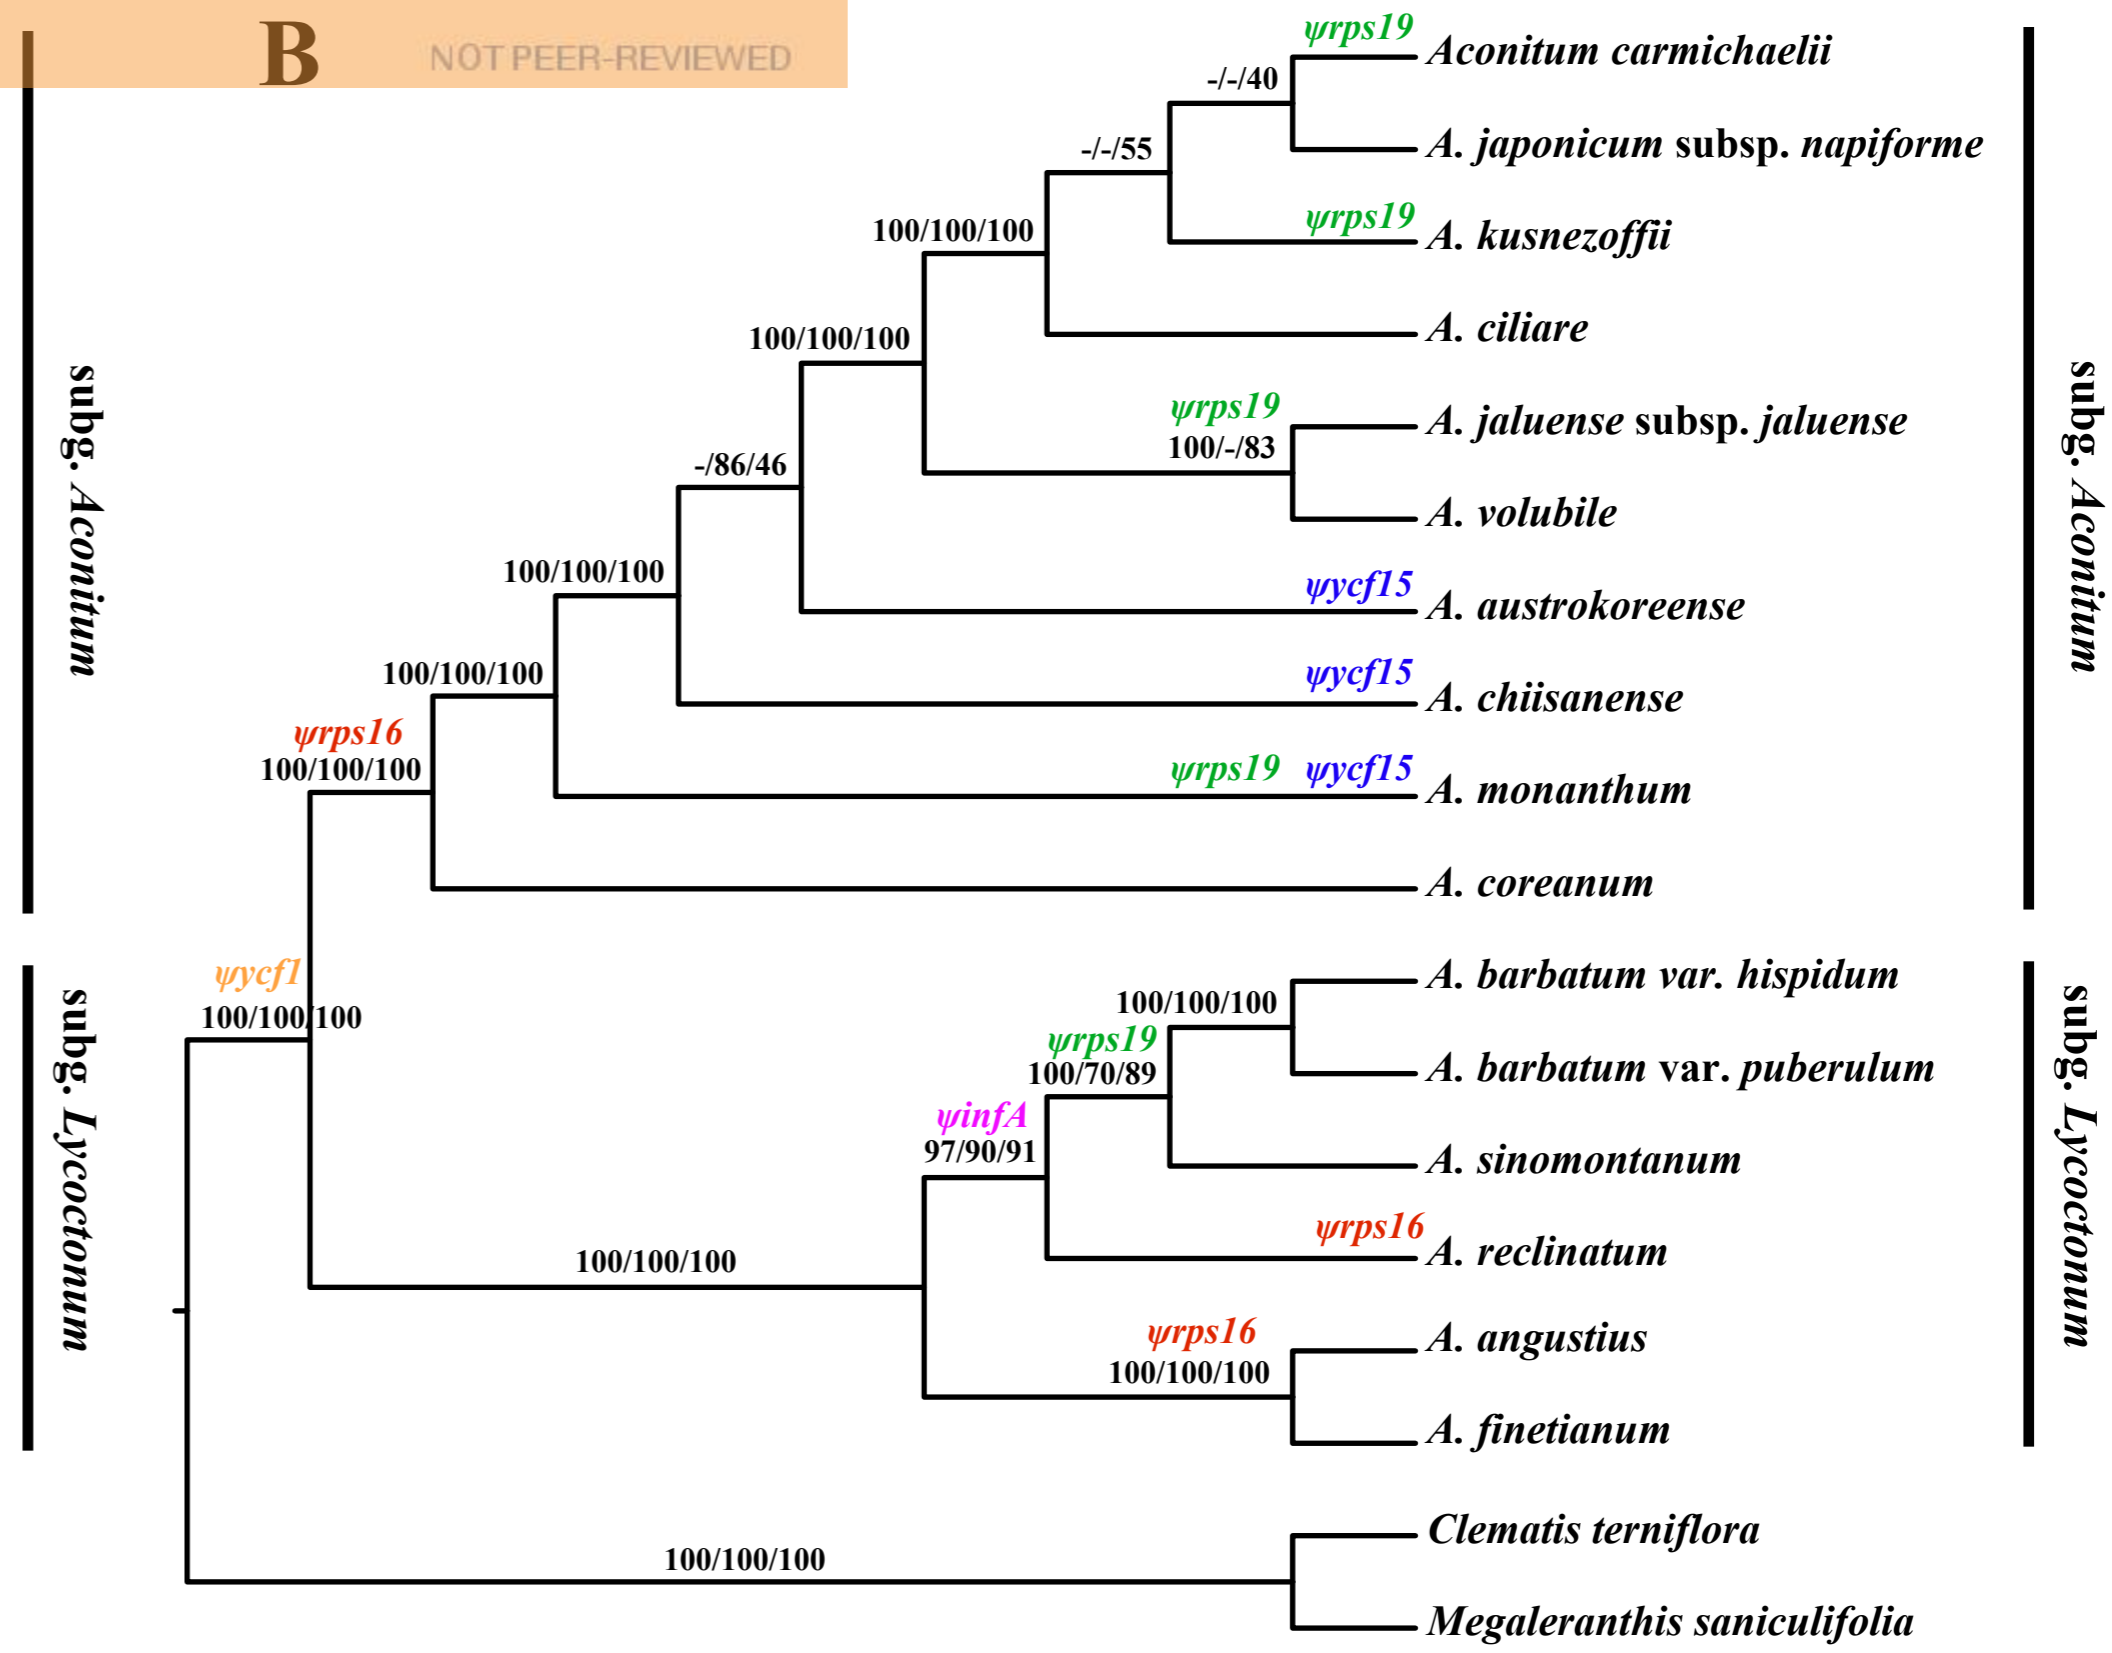 B
NOT PEER-REVIEWED
ψrps19
Aconitum carmichaelii
-/-/40
A. japonicum subsp. napiforme
-/-/55
ψrps19
A. kusnezoffii
100/100/100
A. ciliare
100/100/100
ψrps19
A. jaluense subsp. jaluense
100/-/83
A. volubile
-/86/46
ψycf15
A. austrokoreense
100/100/100
ψycf15
A. chiisanense
100/100/100
ψrps19 ψycf15
A. monanthum
ψrps16
100/100/100
A. coreanum
subg. Aconitum
subg. Aconitum
ψycf1
100/100/100
A. barbatum var. hispidum
100/100/100
A. barbatum var. puberulum
ψrps19
100/70/89
A. sinomontanum
ψinfA
97/90/91
ψrps16
A. reclinatum
100/100/100
ψrps16
A. angustius
100/100/100
A. finetianum
subg. Lycoctonum
subg. Lycoctonum
Clematis terniflora
100/100/100
Megaleranthis saniculifolia